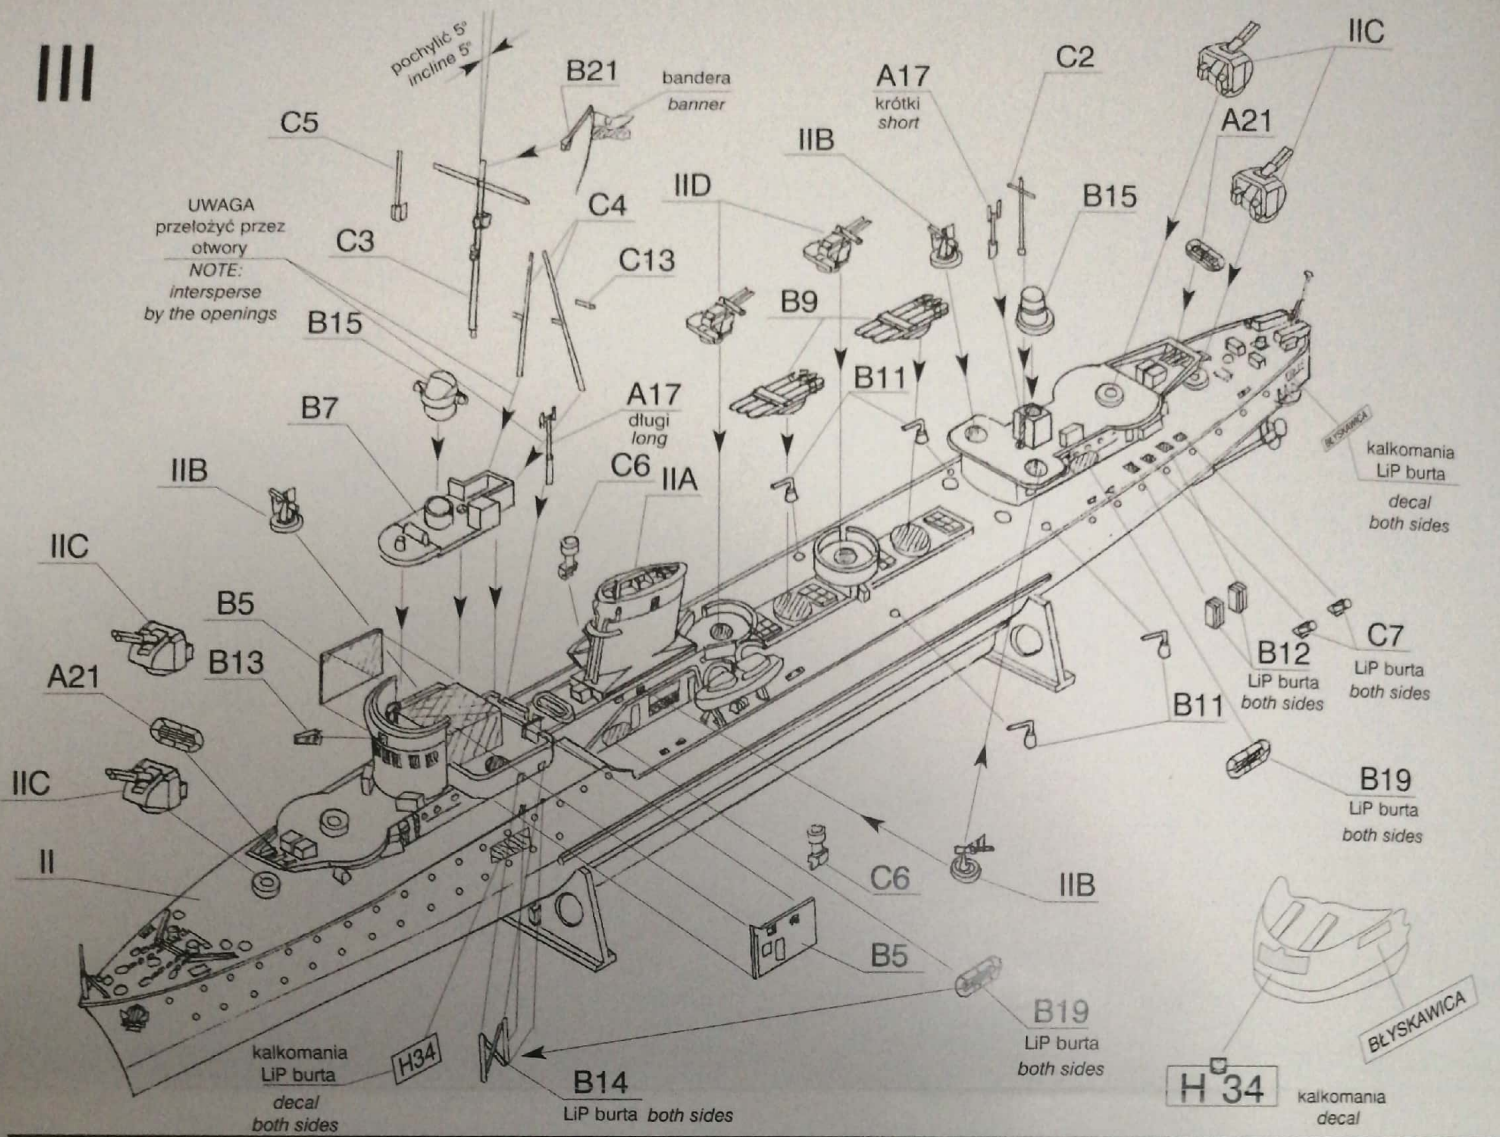 III
pochylić 5°
incline 5°
B21
bandera
banner
A17
krótki
short
C2
IIC
A21
C5
IIB
IID
B15
UWAGA
przełożyć przez
otwory
NOTE:
intersperse
by the openings
C3
C4
C13
B9
B15
B11
B7
A17
długi
long
C6
IIA
IIB
BŁYSKAWICA
kalkomania
LiP burta
decal
both sides
IIC
B5
B13
A21
IIC
B12
LiP burta
both sides
C7
LiP burta
both sides
B11
B19
LiP burta
both sides
II
C6
IIB
B5
B19
LiP burta
both sides
BŁYSKAWICA
kalkomania
LiP burta
decal
both sides
H34
B14
LiP burta both sides
H 34
kalkomania
decal